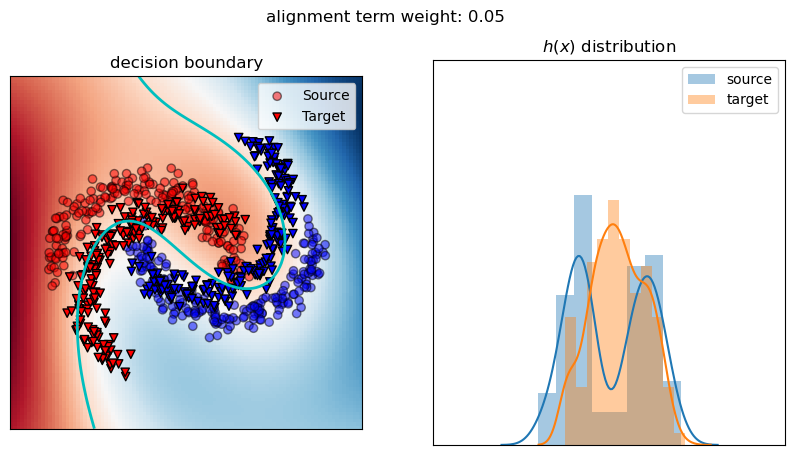 alignment term weight: 0.05
decision boundary
Source
Target
h(x) distribution
source
target